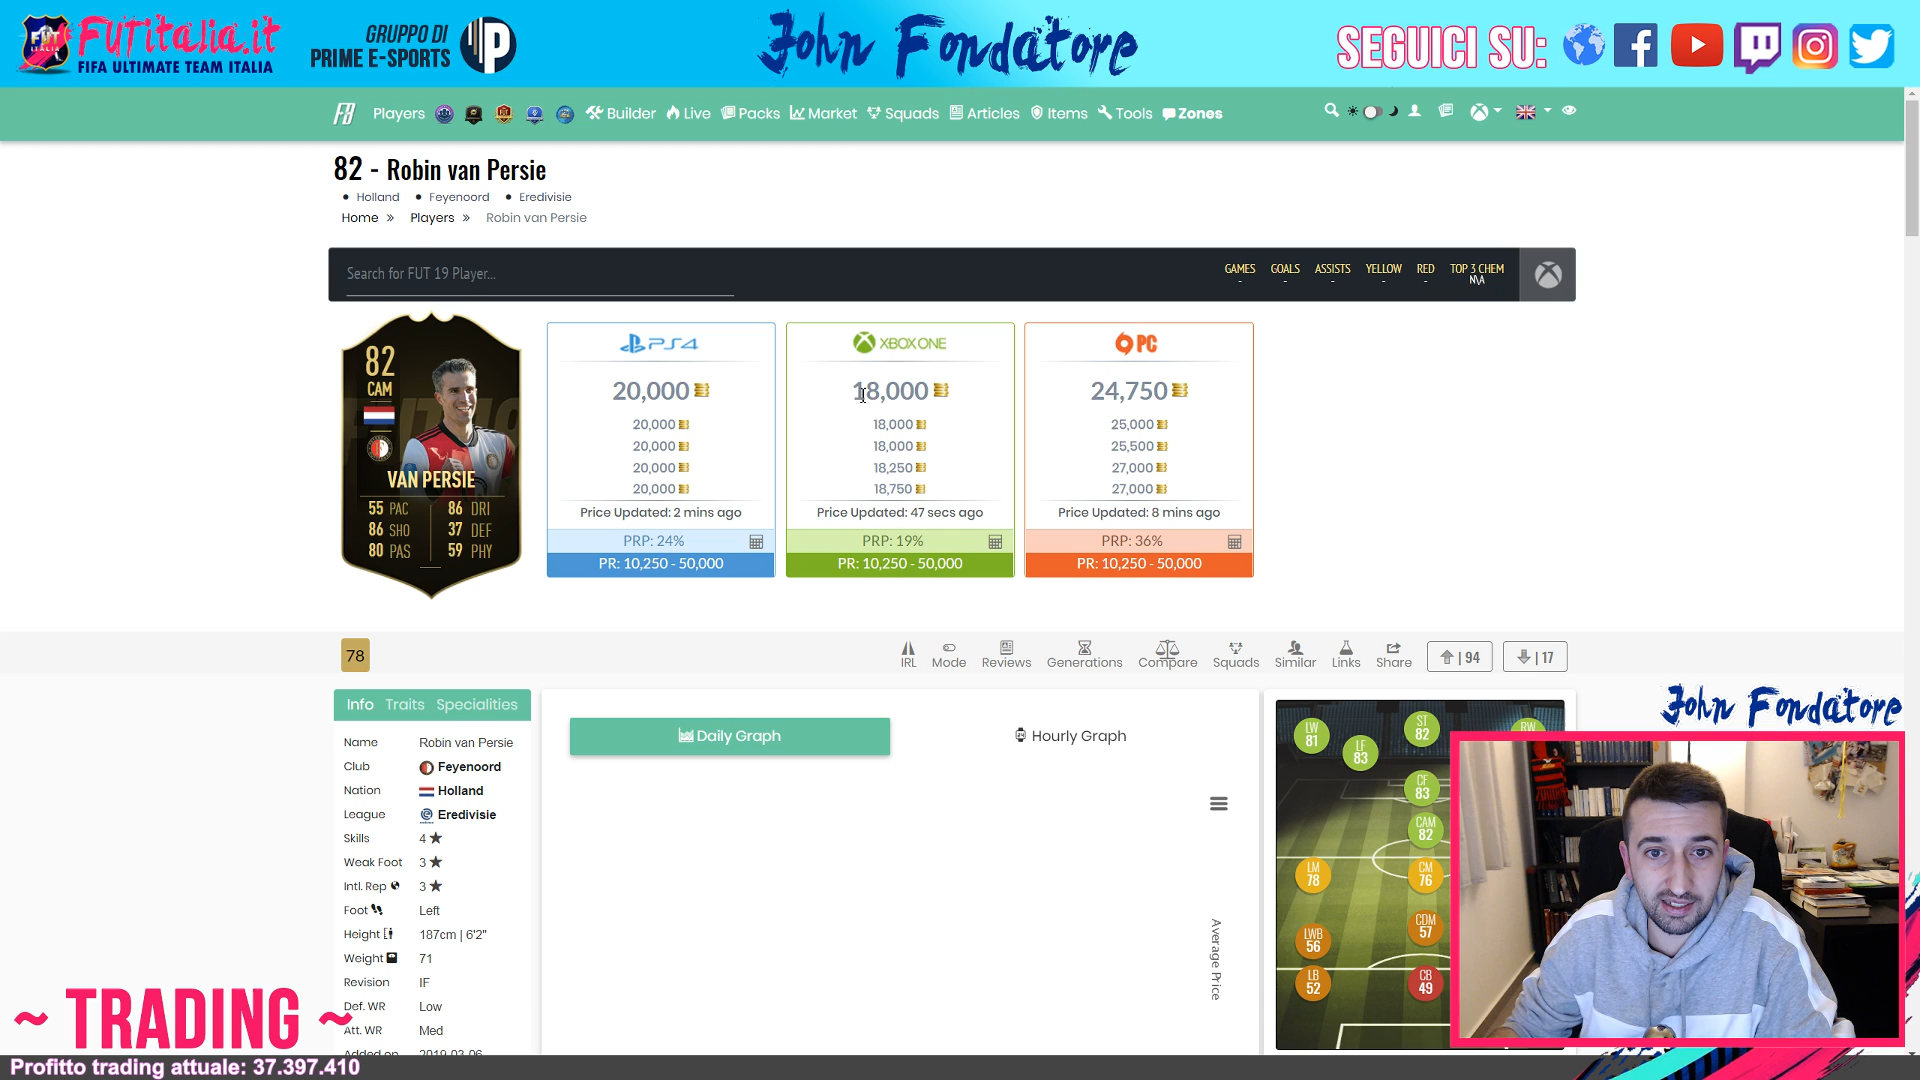 FUTitalia.it
FIFA ULTIMATE TEAM ITALIA
FUT
ITALIA
GRUPPO DI
PRIME E-SPORTS
John Fondatore
SEGUICI SU:
Players
Builder
Live
Packs
Market
Squads
Articles
Items
Tools
Zones
82 - Robin van Persie
Holland
Feyenoord
Eredivisie
Home »
Players »
Robin van Persie
Search for FUT 19 Player...
GAMES
-
GOALS
-
ASSISTS
-
YELLOW
-
RED
-
TOP 3 CHEM
N\A
82
CAM
VAN PERSIE
55 PAC
86 DRI
86 SHO
37 DEF
80 PAS
59 PHY
PS4
20,000
20,000
20,000
20,000
20,000
Price Updated: 2 mins ago
PRP: 24%
PR: 10,250 - 50,000
XBOX ONE
18,000
18,000
18,000
18,250
18,750
Price Updated: 47 secs ago
PRP: 19%
PR: 10,250 - 50,000
PC
24,750
25,000
25,500
27,000
27,000
Price Updated: 8 mins ago
PRP: 36%
PR: 10,250 - 50,000
78
IRL
Mode
Reviews
Generations
Compare
Squads
Similar
Links
Share
| 94
| 17
Info
Traits
Specialities
Name Robin van Persie
Club Feyenoord
Nation Holland
League Eredivisie
Skills 4
Weak Foot 3
Intl. Rep 3
Foot Left
Height 187cm | 6'2"
Weight 71
Revision IF
Def. WR Low
Att. WR Med
Added on 2019-03-06
Daily Graph
Hourly Graph
Average Price
LW
81
LF
83
ST
82
RW
CF
83
CAM
82
LM
78
CM
76
CDM
57
LWB
56
LB
52
CB
49
John Fondatore
~ TRADING ~
Profitto trading attuale: 37.397.410